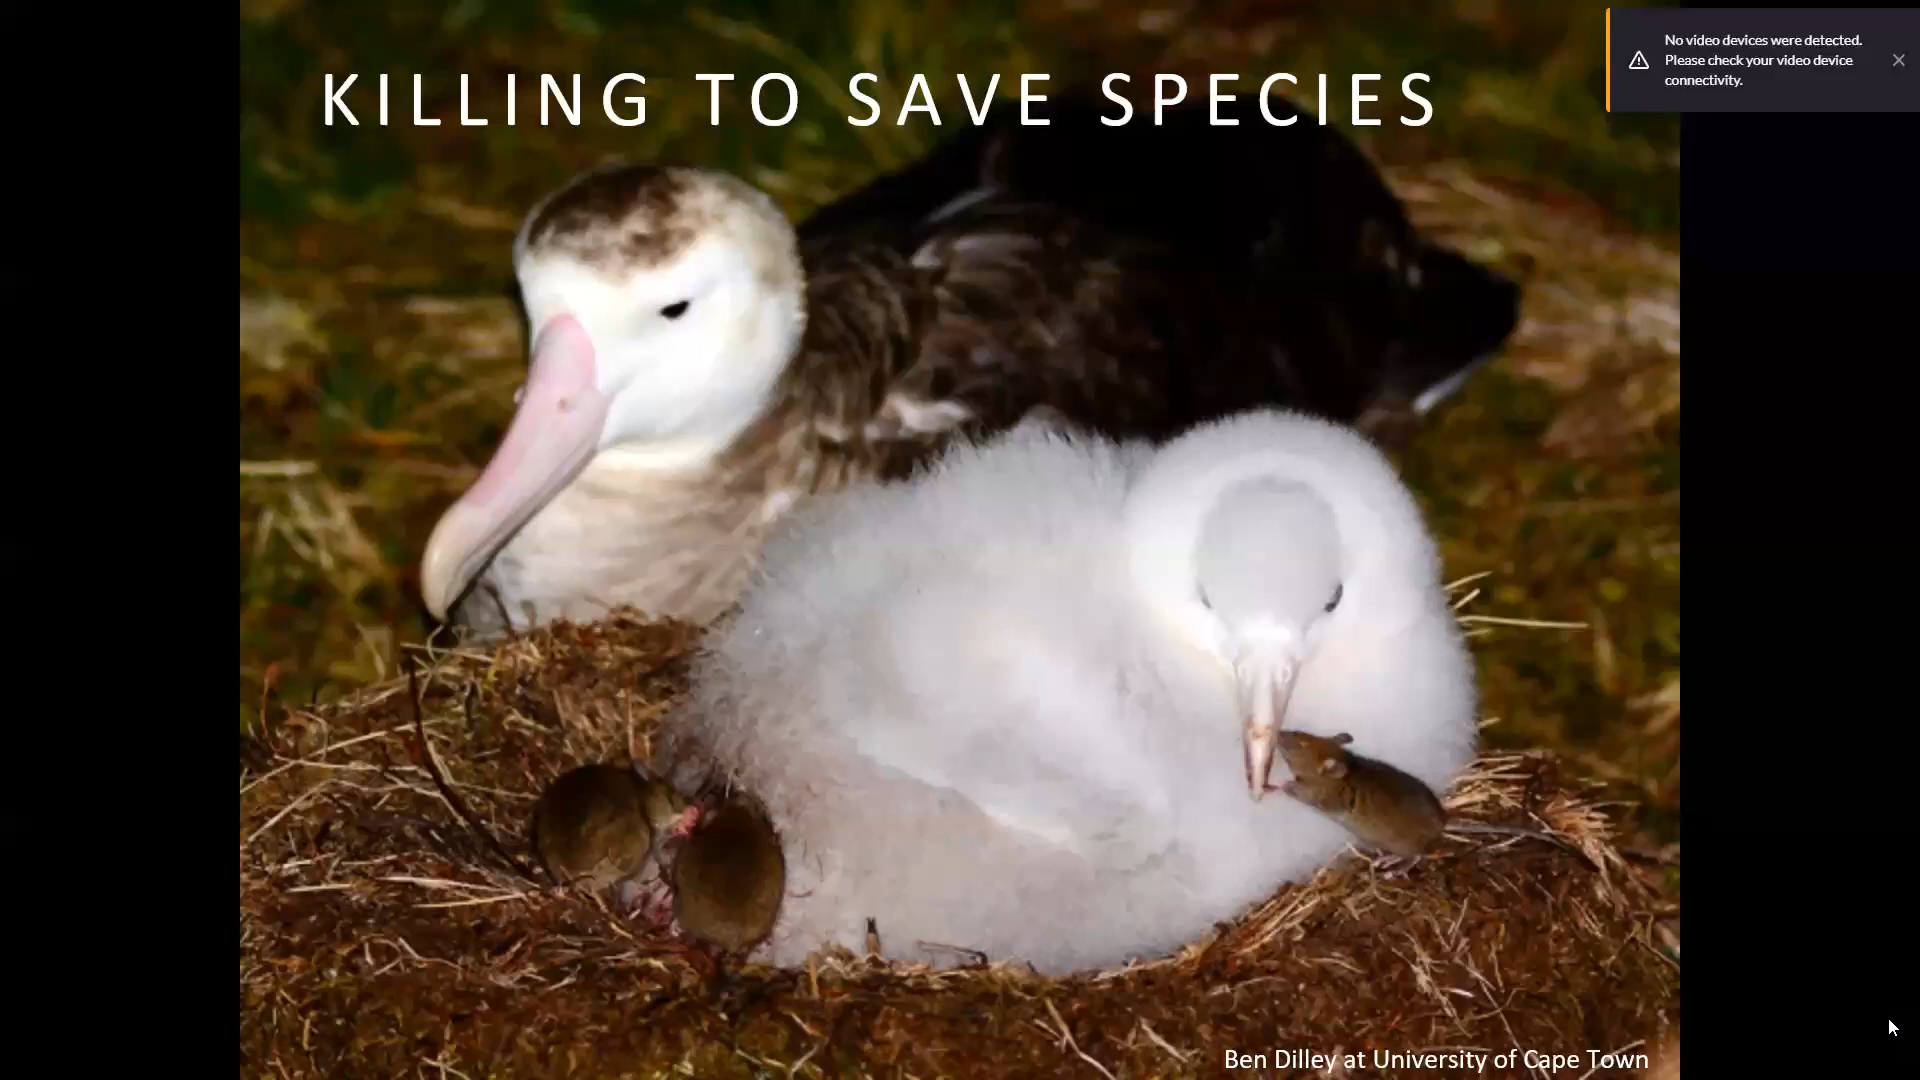 KILLING TO SAVE SPECIES
No video devices were detected.
Please check your video device
connectivity.
Ben Dilley at University of Cape Town